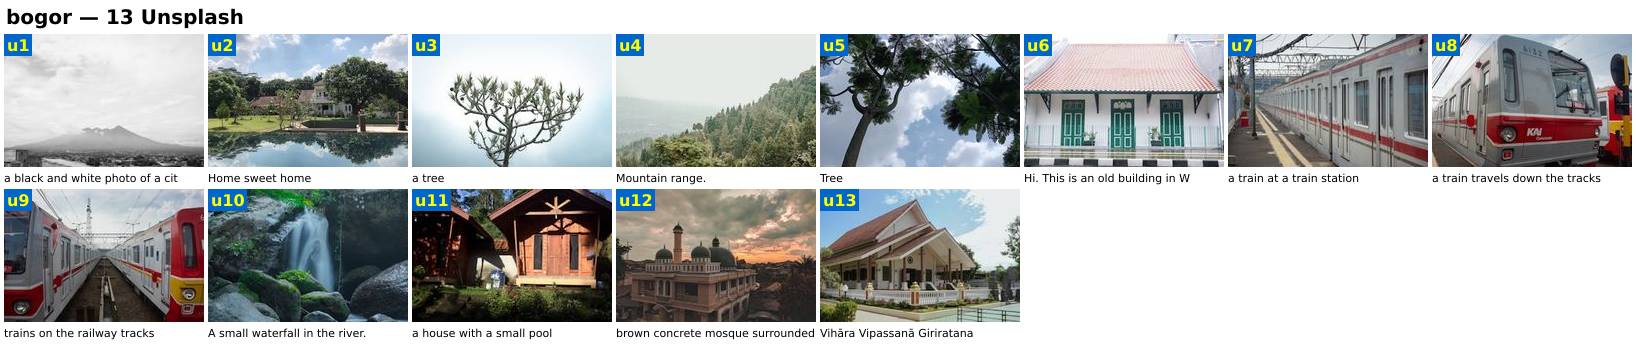 bogor — 13 Unsplash
u1
u2
u3
u4
u5
u6
u7
u8
6132
KAI
a black and white photo of a cit
Home sweet home
a tree
Mountain range.
Tree
Hi. This is an old building in W
a train at a train station
a train travels down the tracks
u9
u10
u11
u12
u13
trains on the railway tracks
A small waterfall in the river.
a house with a small pool
brown concrete mosque surrounded
Vihāra Vipassanā Giriratana